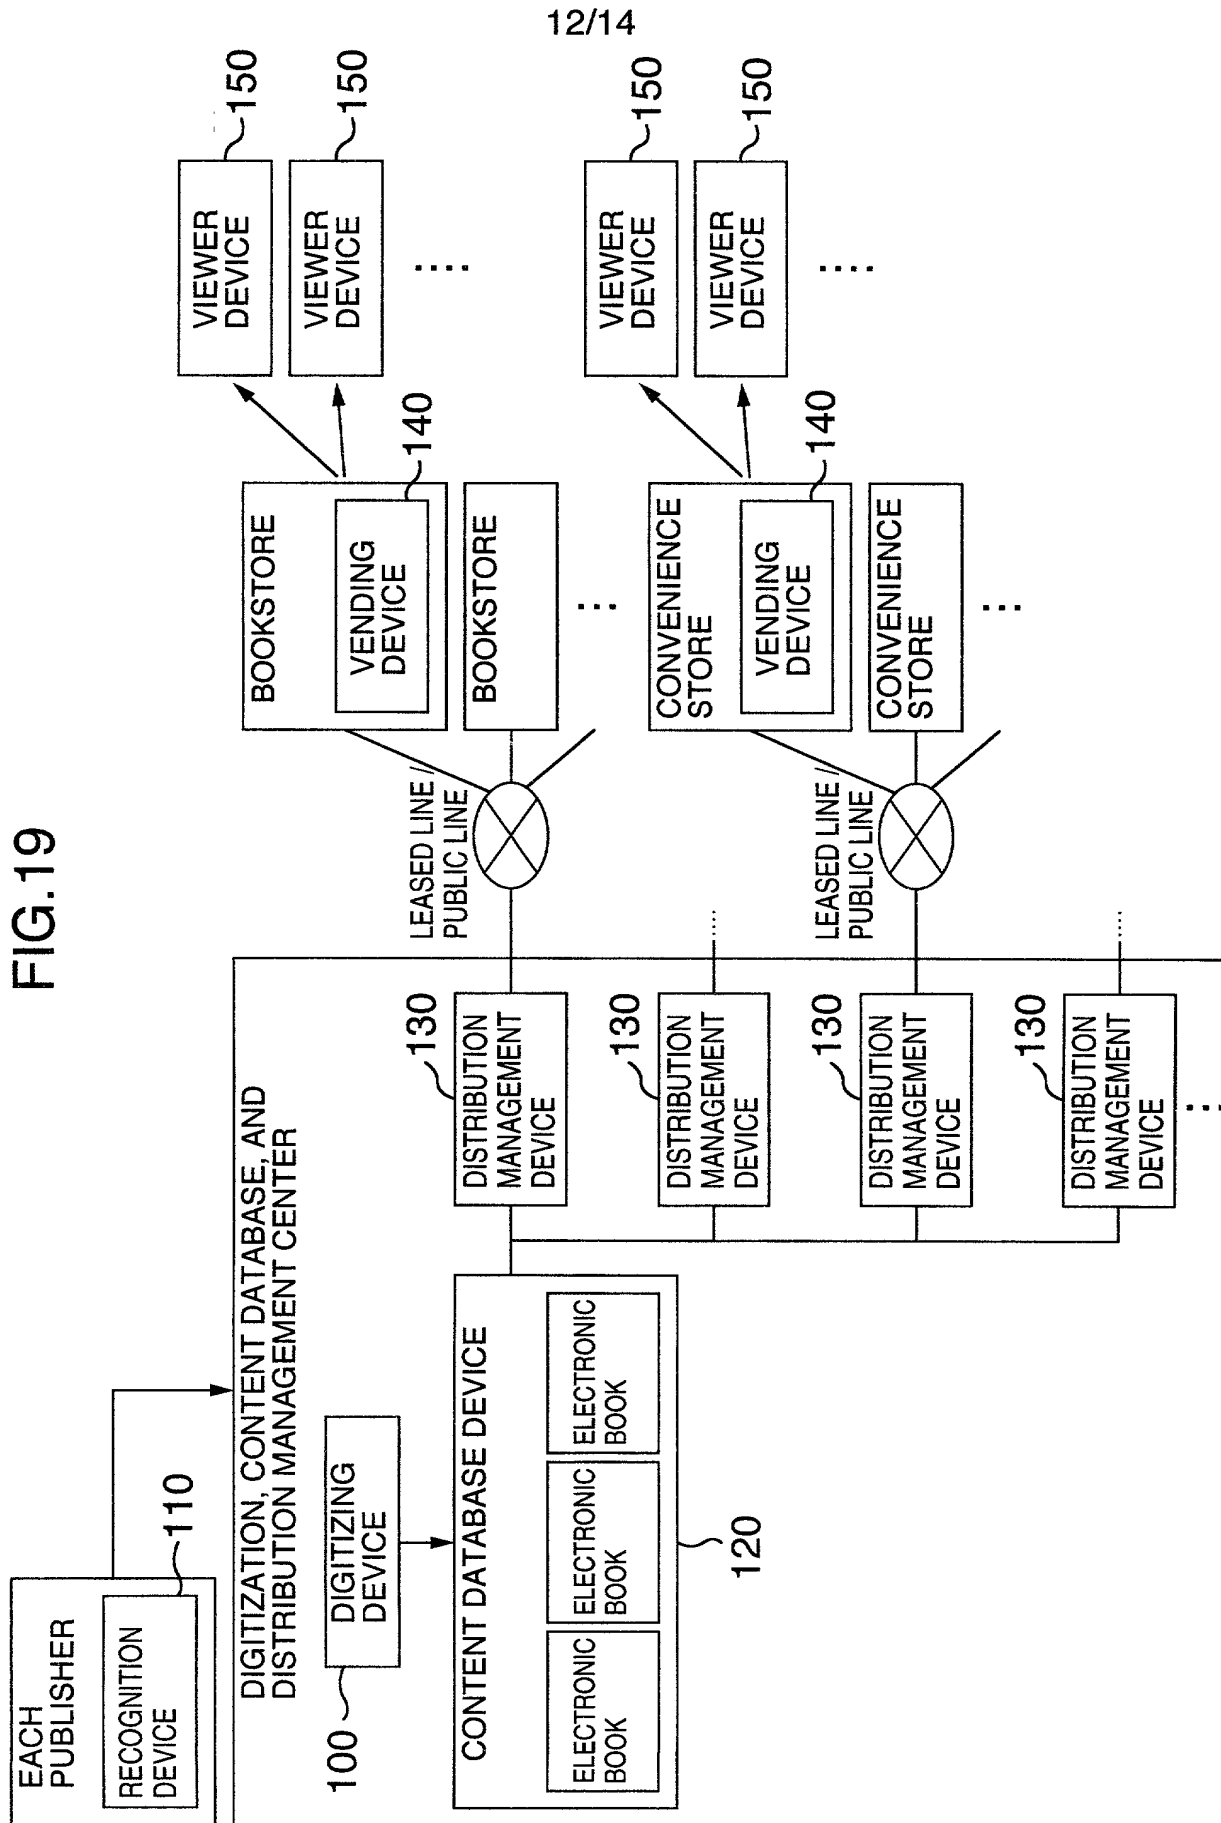 12/14
FIG.19
EACH
PUBLISHER
RECOGNITION
DEVICE
110
DIGITIZATION, CONTENT DATABASE, AND
DISTRIBUTION MANAGEMENT CENTER
100
DIGITIZING
DEVICE
CONTENT DATABASE DEVICE
ELECTRONIC
BOOK
ELECTRONIC
BOOK
ELECTRONIC
BOOK
120
DISTRIBUTION
MANAGEMENT
DEVICE
130
DISTRIBUTION
MANAGEMENT
DEVICE
130
DISTRIBUTION
MANAGEMENT
DEVICE
130
DISTRIBUTION
MANAGEMENT
DEVICE
130
LEASED LINE /
PUBLIC LINE
LEASED LINE /
PUBLIC LINE
BOOKSTORE
VENDING
DEVICE
140
BOOKSTORE
CONVENIENCE
STORE
VENDING
DEVICE
140
CONVENIENCE
STORE
VIEWER
DEVICE
150
VIEWER
DEVICE
150
VIEWER
DEVICE
150
VIEWER
DEVICE
150